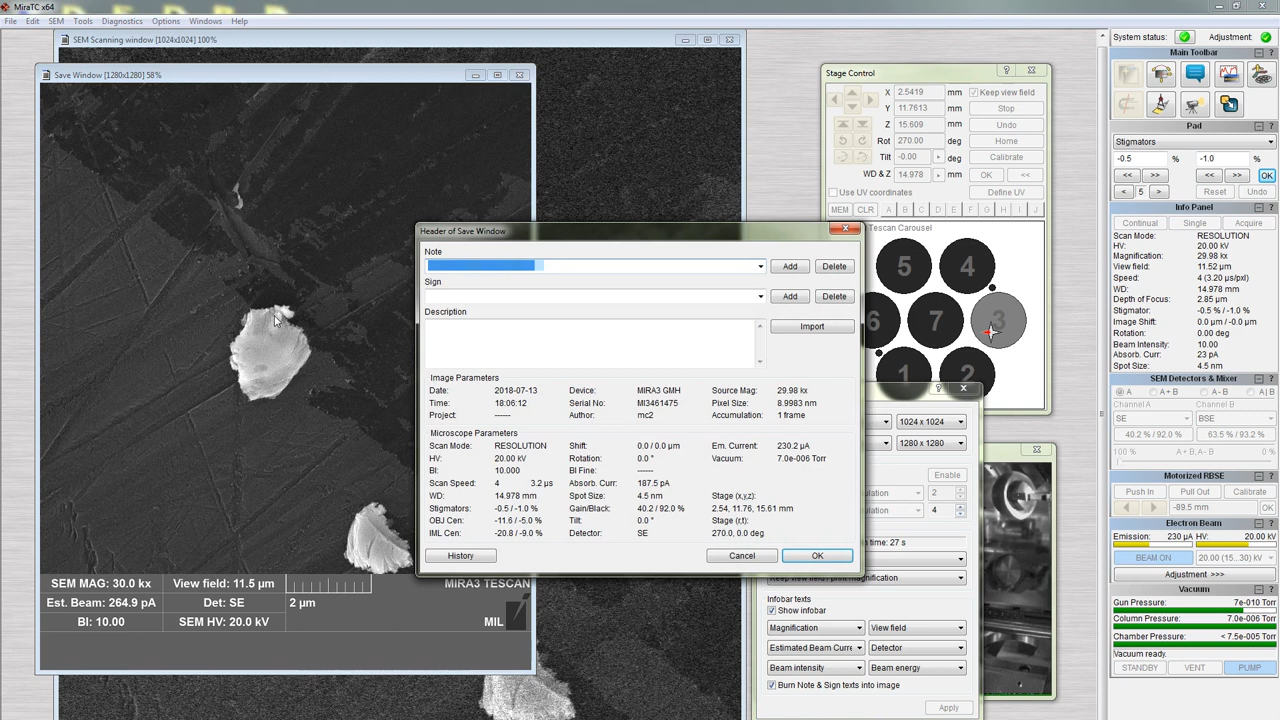 MiraTC x64
File Edit SEM Tools Diagnostics Options Windows Help
SEM Scanning window [1024x1024] 100%
Save Window [1280x1280] 58%
SEM MAG: 30.0 kx View field: 11.5 µm
Est. Beam: 264.9 pA Det: SE 2 µm
BI: 10.00 SEM HV: 20.0 kV
MIRA3 TESCAN
MIL
Header of Save Window
Note
Add Delete
Sign
Add Delete
Description
Import
Image Parameters
Date: 2018-07-13 Device: MIRA3 GMH Source Mag: 29.98 kx
Time: 18:06:12 Serial No.: MI3461475 Pixel Size: 8.9983 nm
Project: ------ Author: mc2 Accumulation: 1 frame
Microscope Parameters
Scan Mode: RESOLUTION Shift: 0.0 / 0.0 µm Em. Current: 230.2 µA
HV: 20.00 kV Rotation: 0.0 ° Vacuum: 7.0e-006 Torr
BI: 10.000 BI Fine: ------
Scan Speed: 4 3.2 µs Absorb. Curr: 187.5 pA
WD: 14.978 mm Spot Size: 4.5 nm Stage (x,y,z):
Stigmators: -0.5 / -1.0 % Gain/Black: 40.2 / 92.0 % 2.54, 11.76, 15.61 mm
OBJ Cen: -11.6 / -5.0 % Tilt: 0.0 ° Stage (r,t):
IML Cen: -20.8 / -9.0 % Detector: SE 270.0, 0.0 deg
History Cancel OK
Stage Control
X 2.5419 mm Keep view field
Y 11.7613 mm Stop
Z 15.609 mm Undo
Rot 270.00 deg Home
Tilt -0.00 deg Calibrate
WD & Z 14.978 mm OK <<
Use UV coordinates Define UV
MEM CLR A B C D E F G H I J
Tescan Carousel
5 4
6 7 3
1 2
1024 x 1024
1280 x 1280
Enable
2
4
time: 27 s
Keep view field / print magnification
Infobar texts
Show infobar
Magnification View field
Estimated Beam Curre Detector
Beam intensity Beam energy
Burn Note & Sign texts into image
Apply
System status: Adjustment:
Main Toolbar
Pad
Stigmators
-0.5 % -1.0 %
<< >> << >> OK
< 5 > Reset Undo
Info Panel
Continual Single Acquire
Scan Mode: RESOLUTION
HV: 20.00 kV
Magnification: 29.98 kx
View field: 11.52 µm
Speed: 4 (3.20 µs/pxl)
WD: 14.978 mm
Depth of Focus: 2.85 µm
Stigmator: -0.5 % / -1.0 %
Image Shift: 0.0 µm / -0.0 µm
Rotation: 0.00 deg
Beam Intensity: 10.00
Absorb. Curr: 23 pA
Spot Size: 4.5 nm
SEM Detectors & Mixer
A A + B A - B A | B
Channel A Channel B
SE BSE
40.2 % / 92.0 % 63.5 % / 93.2 %
100 % A + B, A - B 0 %
Motorized RBSE
Push In Pull Out Calibrate
-89.5 mm OK
Electron Beam
Emission: 230 µA HV: 20.00 kV
BEAM ON 20.00 (15...30) kV
Adjustment >>>
Vacuum
Gun Pressure: 7e-010 Torr
Column Pressure: 7.0e-006 Torr
Chamber Pressure: < 7.5e-005 Torr
Vacuum ready.
STANDBY VENT PUMP